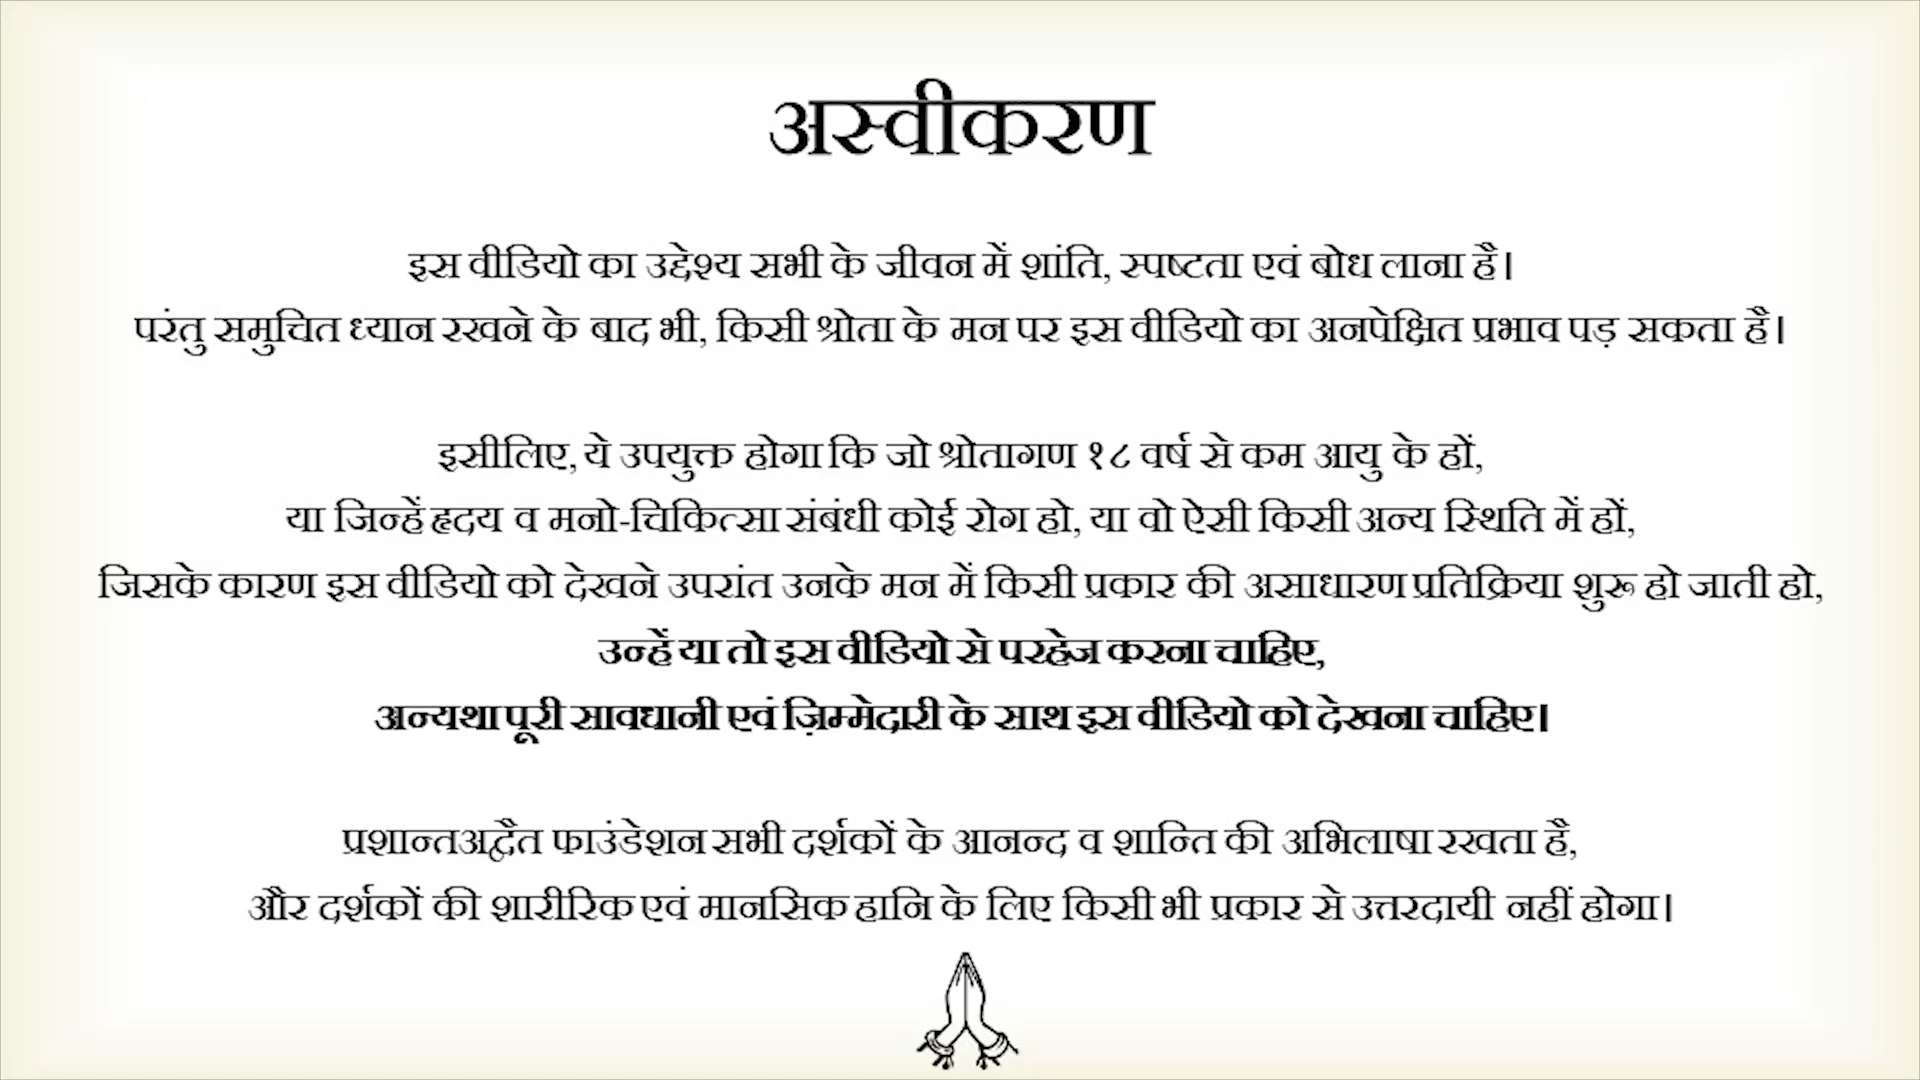 अस्वीकरण
इस वीडियो का उद्देश्य सभी के जीवन में शांति, स्पष्टता एवं बोध लाना है।
परंतु समुचित ध्यान रखने के बाद भी, किसी श्रोता के मन पर इस वीडियो का अनपेक्षित प्रभाव पड़ सकता है।
इसीलिए, ये उपयुक्त होगा कि जो श्रोतागण १८ वर्ष से कम आयु के हों,
या जिन्हें हृदय व मनो-चिकित्सा संबंधी कोई रोग हो, या वो ऐसी किसी अन्य स्थिति में हों,
जिसके कारण इस वीडियो को देखने उपरांत उनके मन में किसी प्रकार की असाधारण प्रतिक्रिया शुरू हो जाती हो,
उन्हें या तो इस वीडियो से परहेज करना चाहिए,
अन्यथा पूरी सावधानी एवं ज़िम्मेदारी के साथ इस वीडियो को देखना चाहिए।
प्रशान्तअद्वैत फाउंडेशन सभी दर्शकों के आनन्द व शान्ति की अभिलाषा रखता है,
और दर्शकों की शारीरिक एवं मानसिक हानि के लिए किसी भी प्रकार से उत्तरदायी नहीं होगा।